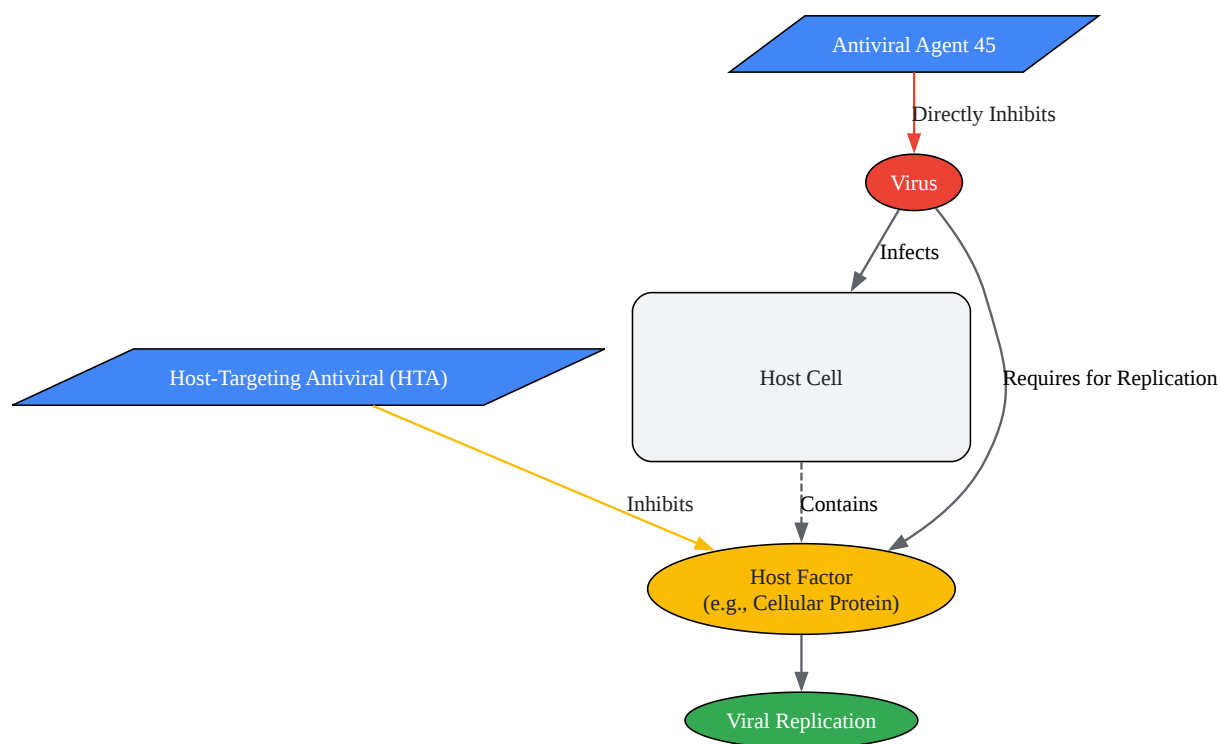 Antiviral Agent 45
Directly Inhibits
Virus
Infects
Host-Targeting Antiviral (HTA)
Host Cell
Requires for Replication
Inhibits
Contains
Host Factor
(e.g., Cellular Protein)
Viral Replication